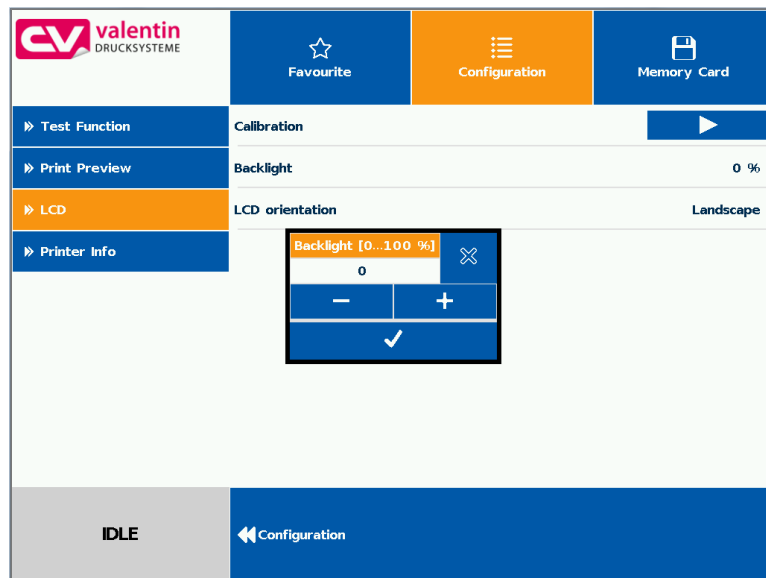 valentin
DRUCKSYSTEME
Favourite
Configuration
Memory Card
Test Function
Calibration
Print Preview
Backlight
0 %
LCD
LCD orientation
Landscape
Printer Info
Backlight [0...100 %]
0
IDLE
Configuration